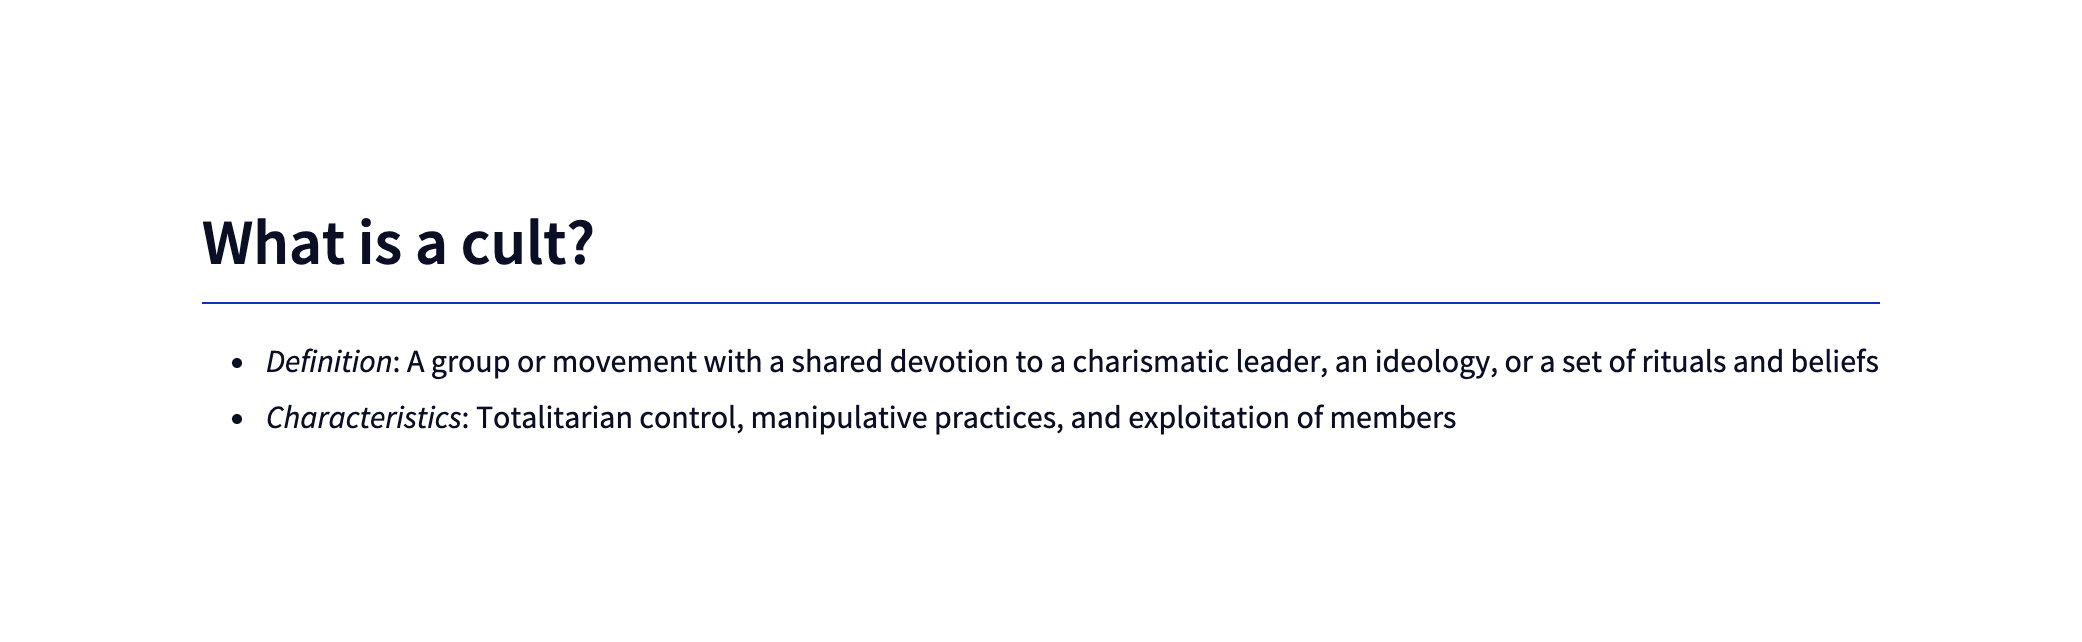 What is a cult?
• Definition: A group or movement with a shared devotion to a charismatic leader, an ideology, or a set of rituals and beliefs
• Characteristics: Totalitarian control, manipulative practices, and exploitation of members